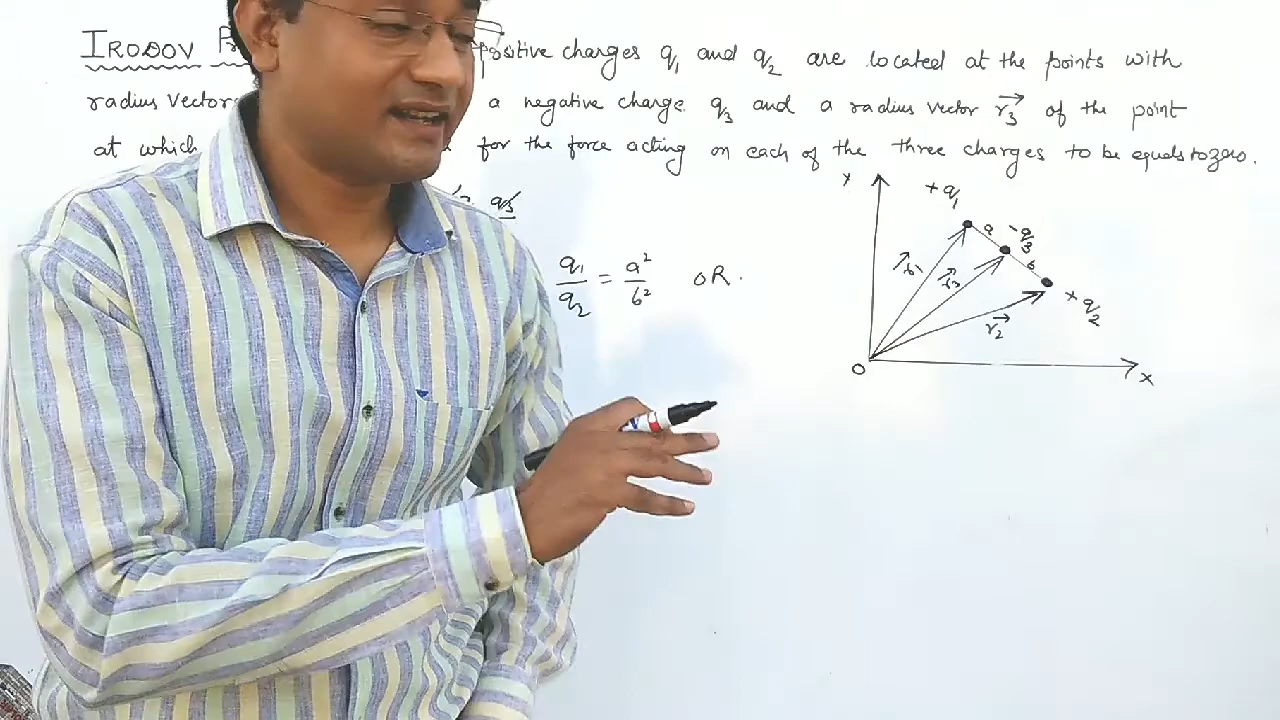 IRODOV positive charges q₁ and q₂ are located at the points with
radius vector a negative charge q₃ and a radius vector r₃→ of the point
at which for the force acting on each of the three charges to be equals to zero.
q₃
q₁/q₂ = a²/b² OR.
Y
+q₁
a
-q₃
b
+q₂
r₁→
r₃→
r₂→
O
X